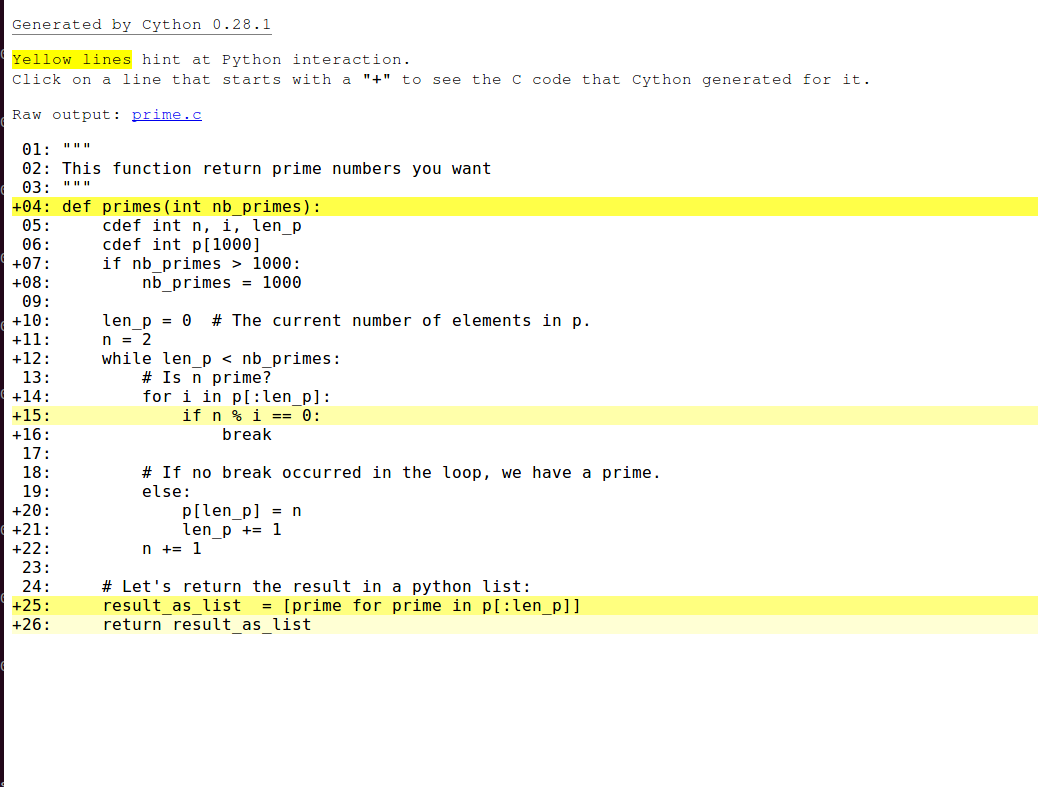 Generated by Cython 0.28.1
Yellow lines hint at Python interaction.
Click on a line that starts with a "+" to see the C code that Cython generated for it.
Raw output: prime.c
 01: """
 02: This function return prime numbers you want
 03: """
+04: def primes(int nb_primes):
 05:     cdef int n, i, len_p
 06:     cdef int p[1000]
+07:     if nb_primes > 1000:
+08:         nb_primes = 1000
 09:
+10:     len_p = 0  # The current number of elements in p.
+11:     n = 2
+12:     while len_p < nb_primes:
 13:         # Is n prime?
+14:         for i in p[:len_p]:
+15:             if n % i == 0:
+16:                 break
 17:
 18:         # If no break occurred in the loop, we have a prime.
 19:         else:
+20:             p[len_p] = n
+21:             len_p += 1
+22:         n += 1
 23:
 24:     # Let's return the result in a python list:
+25:     result_as_list  = [prime for prime in p[:len_p]]
+26:     return result_as_list